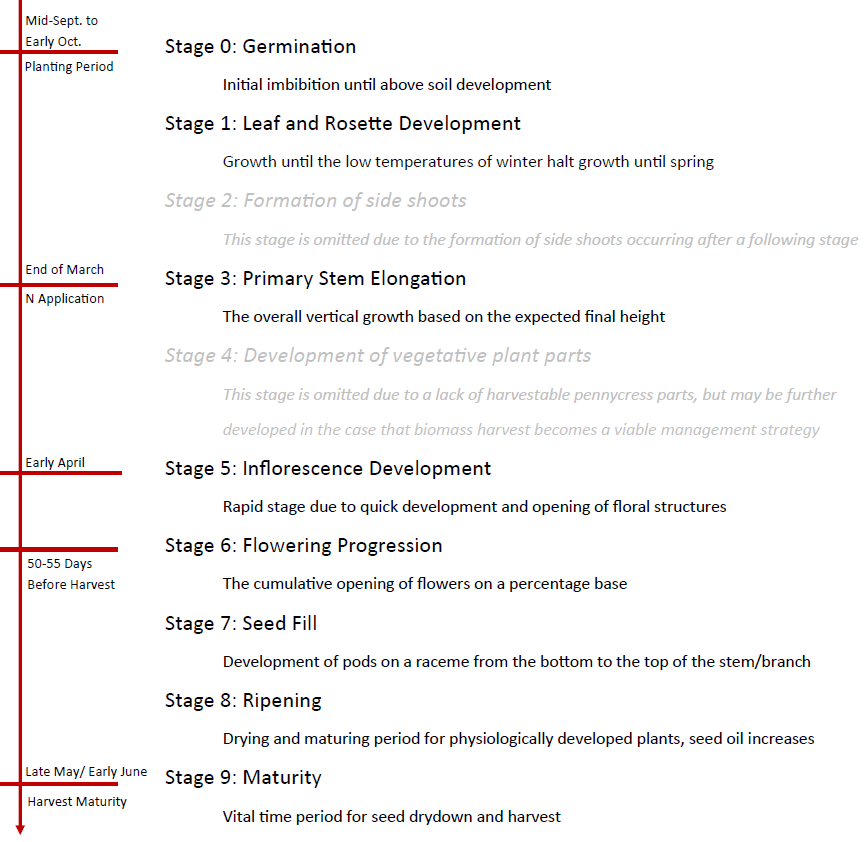 Mid-Sept. to
Early Oct.
Planting Period
Stage 0: Germination
Initial imbibition until above soil development
Stage 1: Leaf and Rosette Development
Growth until the low temperatures of winter halt growth until spring
Stage 2: Formation of side shoots
This stage is omitted due to the formation of side shoots occurring after a following stage
End of March
N Application
Stage 3: Primary Stem Elongation
The overall vertical growth based on the expected final height
Stage 4: Development of vegetative plant parts
This stage is omitted due to a lack of harvestable pennycress parts, but may be further
developed in the case that biomass harvest becomes a viable management strategy
Early April
Stage 5: Inflorescence Development
Rapid stage due to quick development and opening of floral structures
Stage 6: Flowering Progression
50-55 Days
Before Harvest
The cumulative opening of flowers on a percentage base
Stage 7: Seed Fill
Development of pods on a raceme from the bottom to the top of the stem/branch
Stage 8: Ripening
Drying and maturing period for physiologically developed plants, seed oil increases
Late May/ Early June
Harvest Maturity
Stage 9: Maturity
Vital time period for seed drydown and harvest